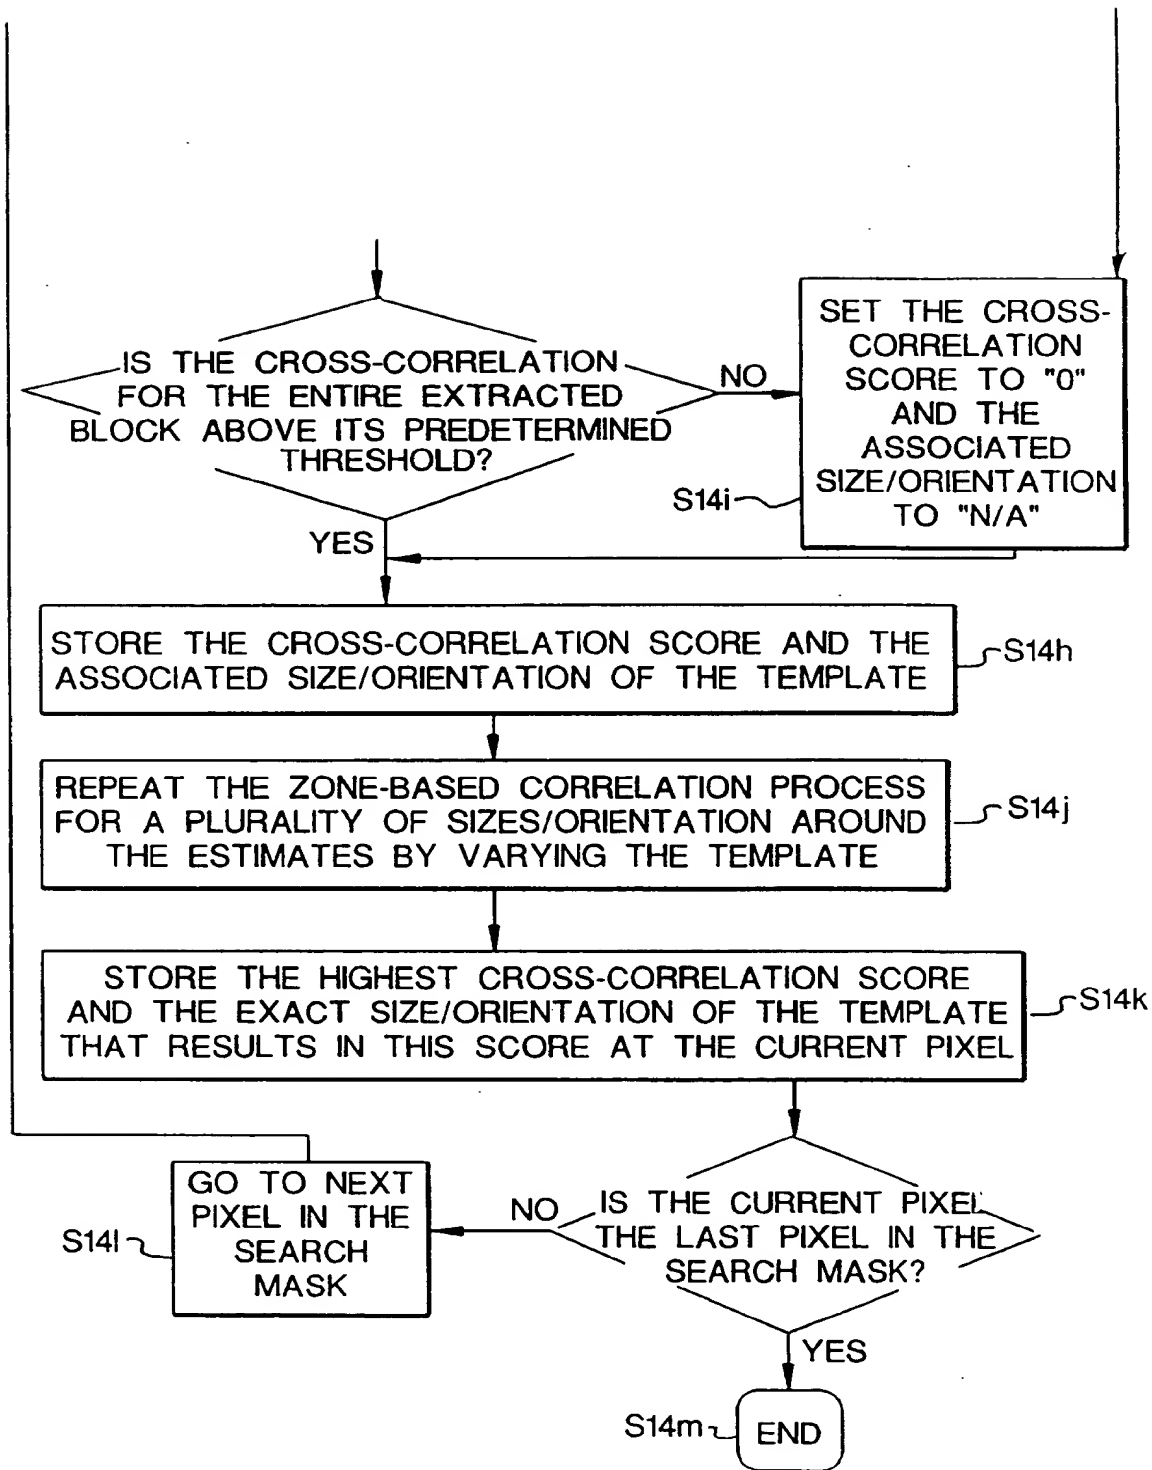 IS THE CROSS-CORRELATION
FOR THE ENTIRE EXTRACTED
BLOCK ABOVE ITS PREDETERMINED
THRESHOLD?
NO
YES
SET THE CROSS-
CORRELATION
SCORE TO "0"
AND THE
ASSOCIATED
SIZE/ORIENTATION
TO "N/A"
S14i
STORE THE CROSS-CORRELATION SCORE AND THE
ASSOCIATED SIZE/ORIENTATION OF THE TEMPLATE
S14h
REPEAT THE ZONE-BASED CORRELATION PROCESS
FOR A PLURALITY OF SIZES/ORIENTATION AROUND
THE ESTIMATES BY VARYING THE TEMPLATE
S14j
STORE THE HIGHEST CROSS-CORRELATION SCORE
AND THE EXACT SIZE/ORIENTATION OF THE TEMPLATE
THAT RESULTS IN THIS SCORE AT THE CURRENT PIXEL
S14k
IS THE CURRENT PIXEL
THE LAST PIXEL IN THE
SEARCH MASK?
NO
GO TO NEXT
PIXEL IN THE
SEARCH
MASK
S14l
YES
S14m
END